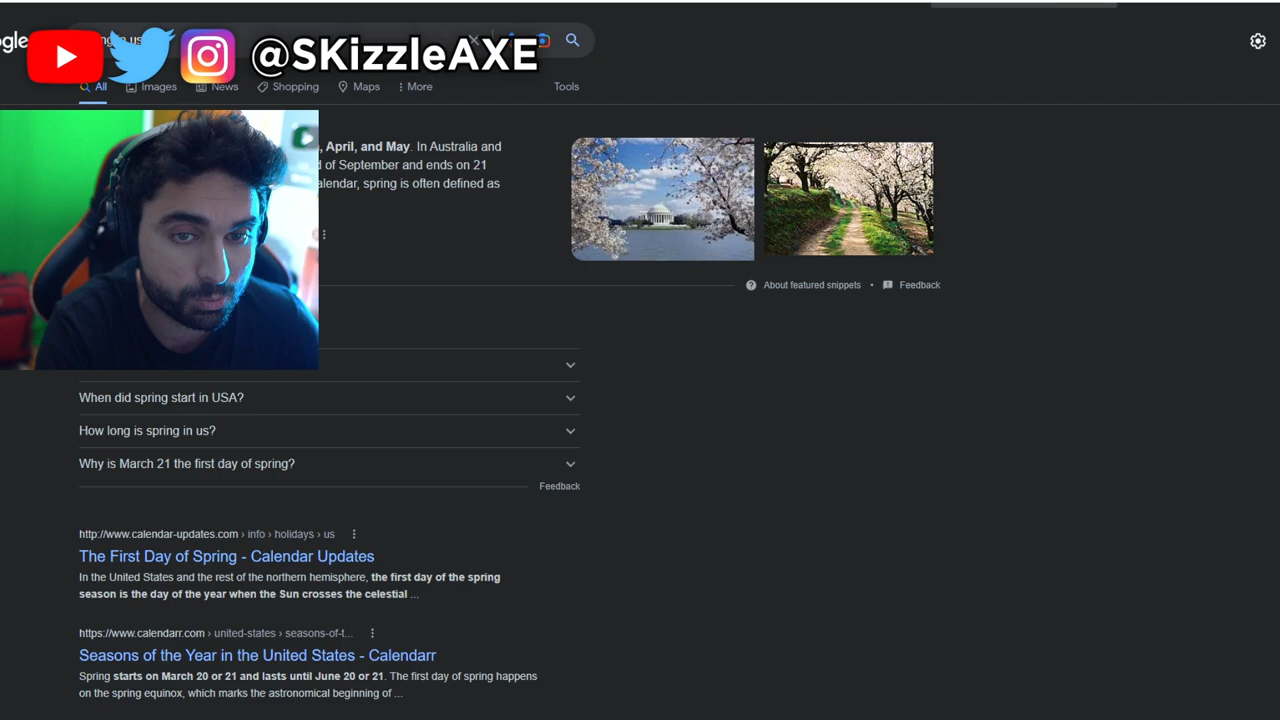 @SKizzleAXE
All Images News Shopping Maps More Tools
, April, and May. In Australia and
of September and ends on 21
calendar, spring is often defined as
About featured snippets • Feedback
When did spring start in USA?
How long is spring in us?
Why is March 21 the first day of spring?
Feedback
http://www.calendar-updates.com › info › holidays › us
The First Day of Spring - Calendar Updates
In the United States and the rest of the northern hemisphere, the first day of the spring
season is the day of the year when the Sun crosses the celestial ...
https://www.calendarr.com › united-states › seasons-of-t...
Seasons of the Year in the United States - Calendarr
Spring starts on March 20 or 21 and lasts until June 20 or 21. The first day of spring happens
on the spring equinox, which marks the astronomical beginning of ...